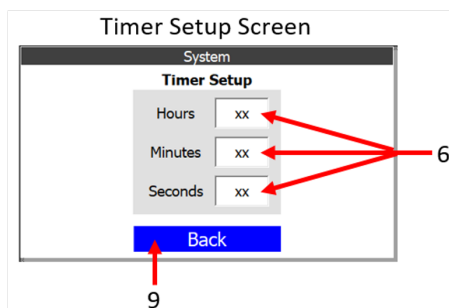 Timer Setup Screen
System
Timer Setup
Hours xx
Minutes xx
6
Seconds xx
Back
9